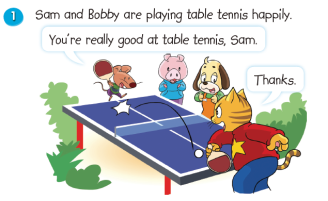 1 Sam and Bobby are playing table tennis happily.
You're really good at table tennis, Sam.
Thanks.